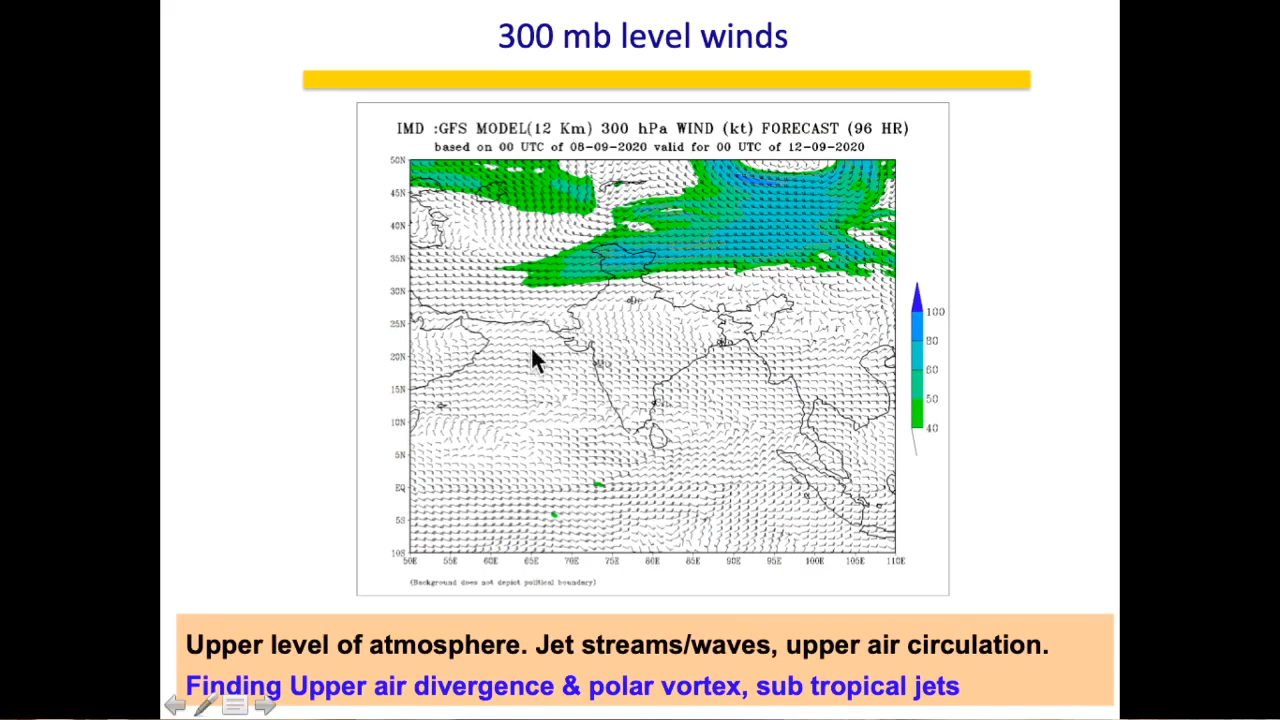 300 mb level winds
IMD :GFS MODEL(12 Km) 300 hPa WIND (kt) FORECAST (96 HR)
based on 00 UTC of 08-09-2020 valid for 00 UTC of 12-09-2020
50N
45N
40N
35N
30N
25N
20N
15N
10N
5N
EQ
5S
10S
50E 55E 60E 65E 70E 75E 80E 85E 90E 95E 100E 105E 110E
100
80
60
50
40
(Background does not depict political boundary)
Upper level of atmosphere. Jet streams/waves, upper air circulation.
Finding Upper air divergence & polar vortex, sub tropical jets